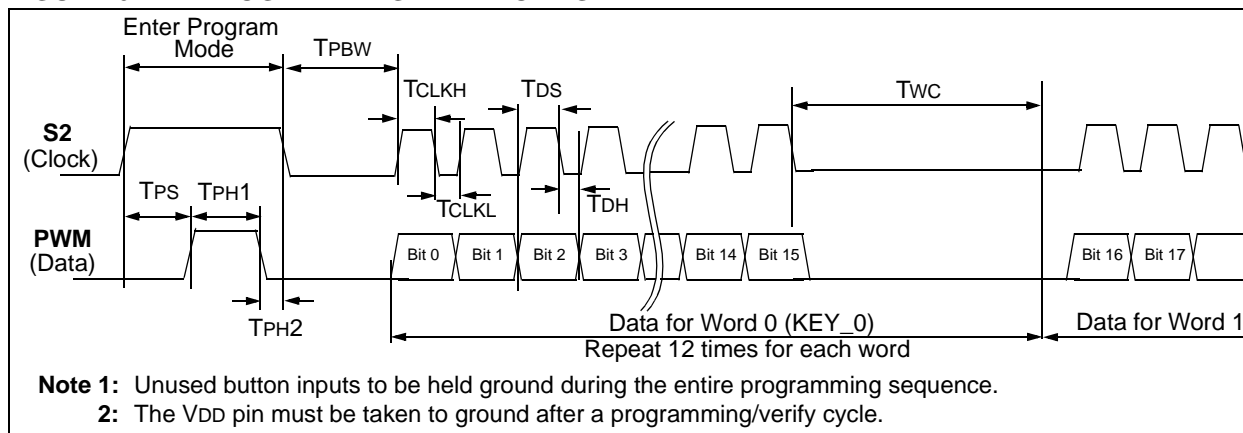 Enter Program
Mode
TPBW
TCLKH
TDS
TWC
S2
(Clock)
TPS
TPH1
TCLKL
TDH
PWM
(Data)
Bit 0
Bit 1
Bit 2
Bit 3
Bit 14
Bit 15
Bit 16
Bit 17
TPH2
Data for Word 0 (KEY_0)
Data for Word 1
Repeat 12 times for each word
Note 1: Unused button inputs to be held ground during the entire programming sequence.
2: The VDD pin must be taken to ground after a programming/verify cycle.